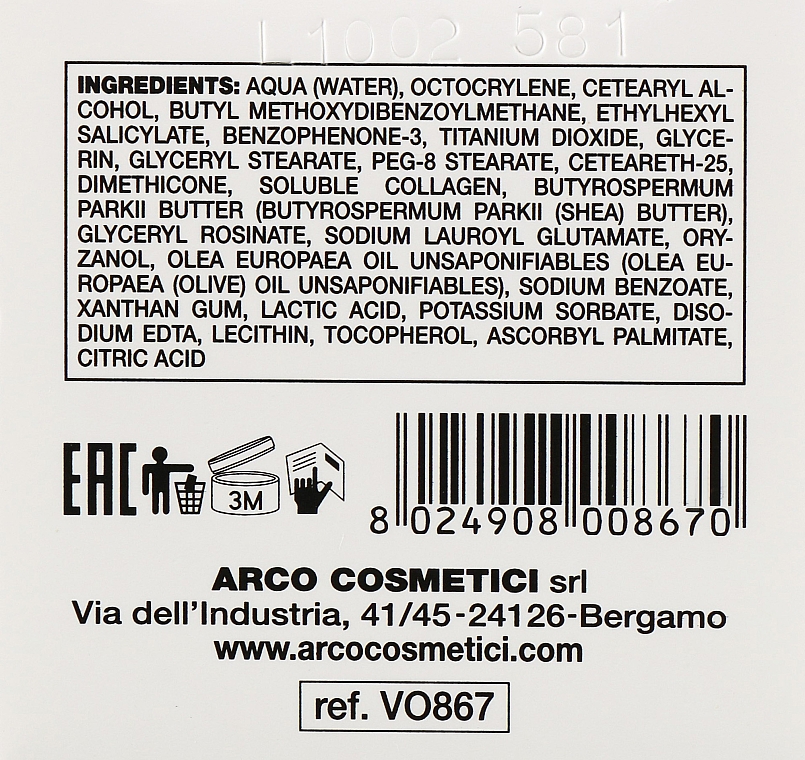 L1002 581
INGREDIENTS: AQUA (WATER), OCTOCRYLENE, CETEARYL AL-
COHOL, BUTYL METHOXYDIBENZOYLMETHANE, ETHYLHEXYL
SALICYLATE, BENZOPHENONE-3, TITANIUM DIOXIDE, GLYCE-
RIN, GLYCERYL STEARATE, PEG-8 STEARATE, CETEARETH-25,
DIMETHICONE, SOLUBLE COLLAGEN, BUTYROSPERMUM
PARKII BUTTER (BUTYROSPERMUM PARKII (SHEA) BUTTER),
GLYCERYL ROSINATE, SODIUM LAUROYL GLUTAMATE, ORY-
ZANOL, OLEA EUROPAEA OIL UNSAPONIFIABLES (OLEA EU-
ROPAEA (OLIVE) OIL UNSAPONIFIABLES), SODIUM BENZOATE,
XANTHAN GUM, LACTIC ACID, POTASSIUM SORBATE, DISO-
DIUM EDTA, LECITHIN, TOCOPHEROL, ASCORBYL PALMITATE,
CITRIC ACID
EAC
3M
8 024908 008670
ARCO COSMETICI srl
Via dell'Industria, 41/45-24126-Bergamo
www.arcocosmetici.com
ref. VO867